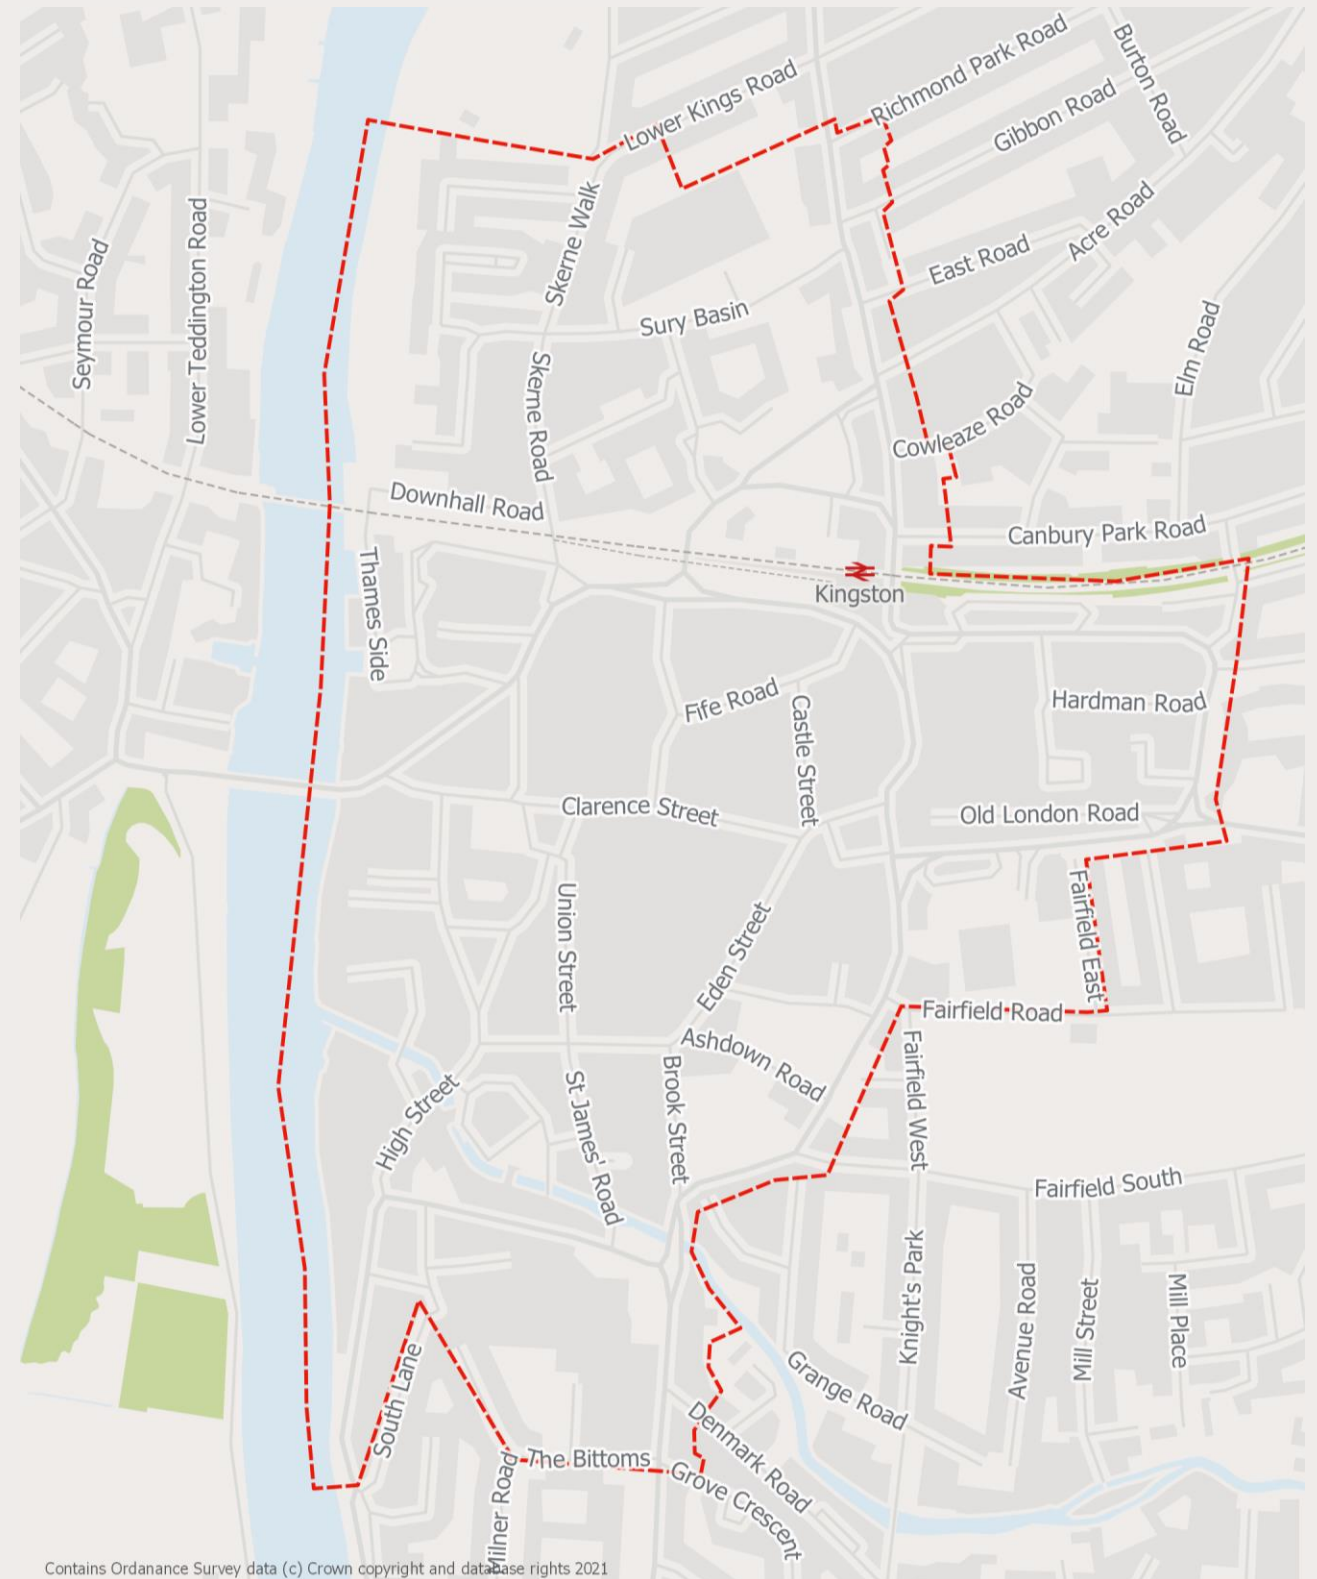 Burton Road
Richmond Park Road
Lower Kings Road
Gibbon Road
Acre Road
Skerne Walk
Lower Teddington Road
Seymour Road
East Road
Sury Basin
Elm Road
Skerne Road
Cowleaze Road
Downhall Road
Canbury Park Road
Thames Side
Kingston
Fife Road
Castle Street
Hardman Road
Clarence Street
Old London Road
Union Street
Fairfield East
Eden Street
Fairfield Road
Ashdown Road
Fairfield West
Brook Street
High Street
St James' Road
Fairfield South
Knight's Park
Avenue Road
Mill Street
Mill Place
South Lane
Grange Road
Denmark Road
The Bittoms
Grove Crescent
Milner Road
Contains Ordanance Survey data (c) Crown copyright and database rights 2021